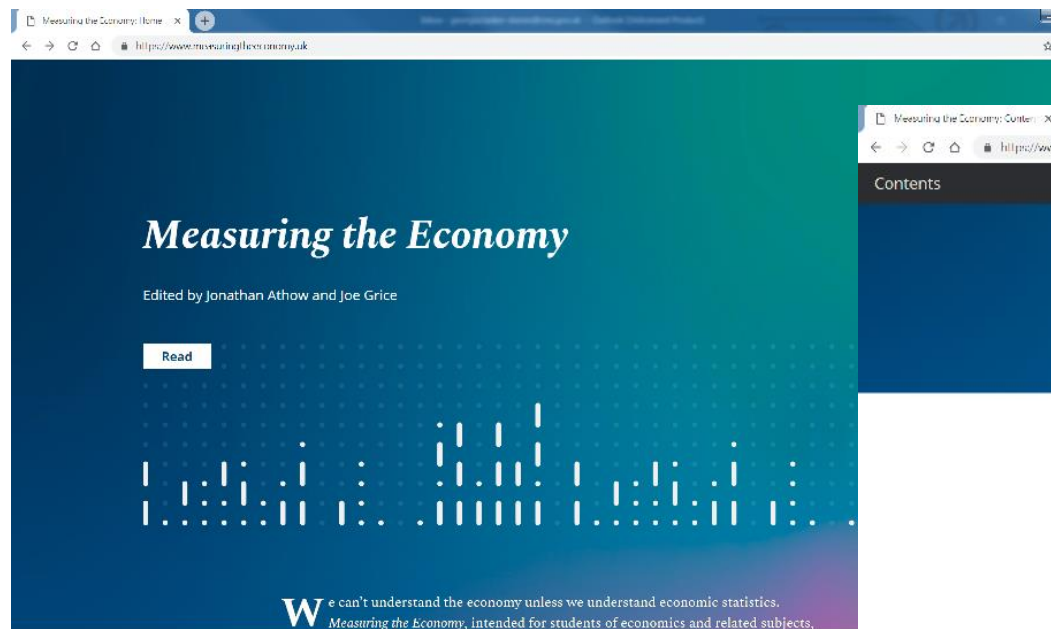 Measuring the Economy: Home
https://www.measuringtheeconomy.uk
Measuring the Economy
Edited by Jonathan Athow and Joe Grice
Read
We can't understand the economy unless we understand economic statistics.
Measuring the Economy, intended for students of economics and related subjects,
Measuring the Economy: Conten
https://ww
Contents